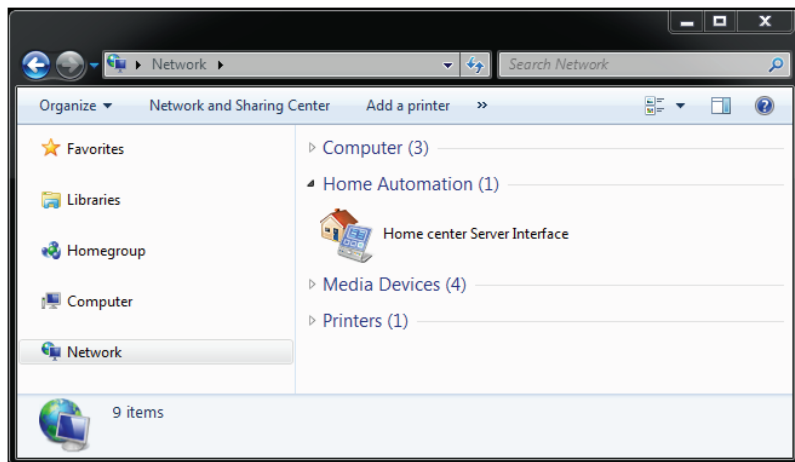 Network
Search Network
Organize Network and Sharing Center Add a printer »
Favorites
Libraries
Homegroup
Computer
Network
Computer (3)
Home Automation (1)
Home center Server Interface
Media Devices (4)
Printers (1)
9 items